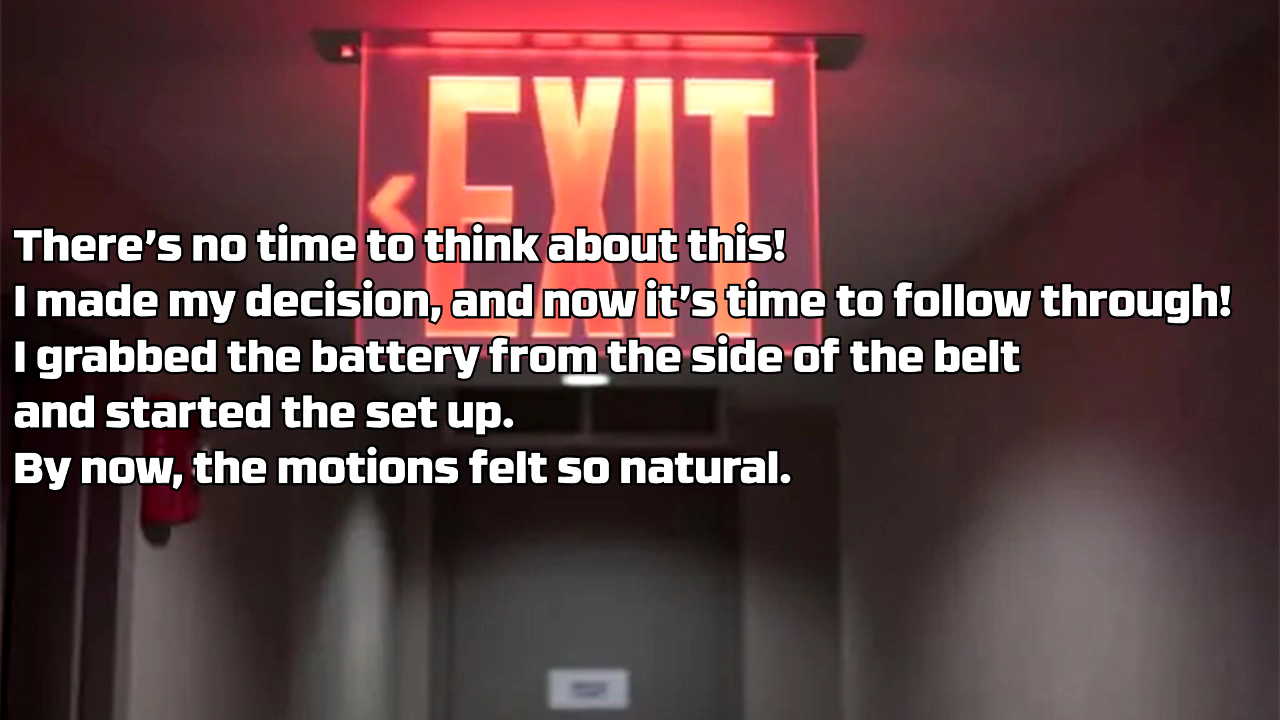 EXIT
There’s no time to think about this!
I made my decision, and now it’s time to follow through!
I grabbed the battery from the side of the belt
and started the set up.
By now, the motions felt so natural.